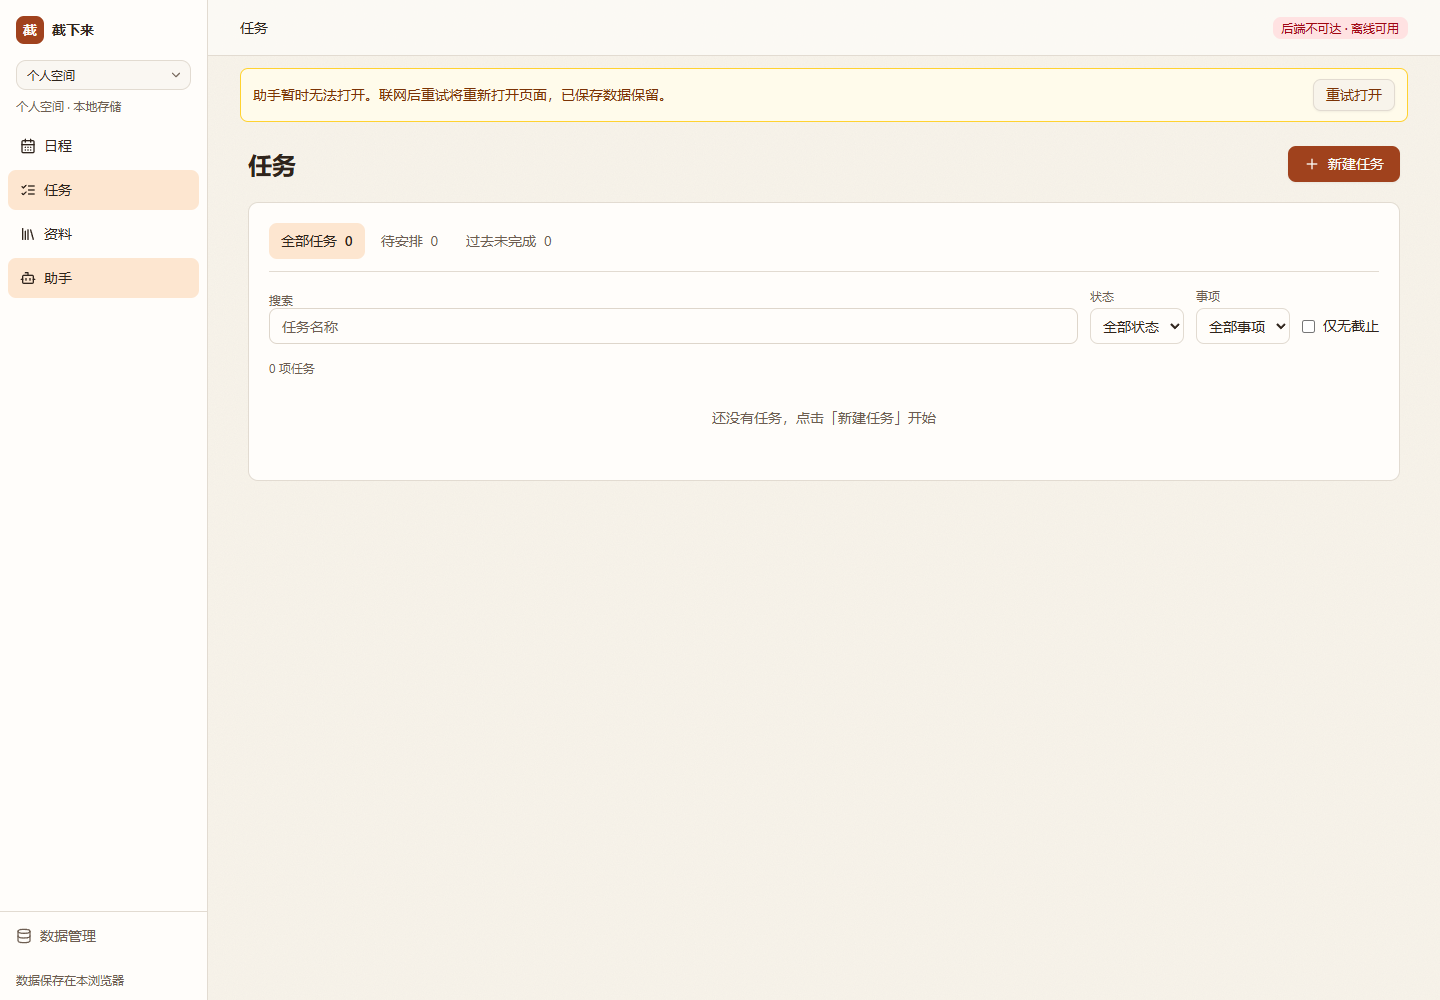 截 截下来
个人空间
个人空间 · 本地存储
日程
任务
资料
助手
数据管理
数据保存在本浏览器
任务
后端不可达 · 离线可用
助手暂时无法打开。联网后重试将重新打开页面，已保存数据保留。
重试打开
任务
新建任务
全部任务 0 待安排 0 过去未完成 0
搜索 状态 事项
任务名称 全部状态 全部事项 仅无截止
0 项任务
还没有任务，点击「新建任务」开始